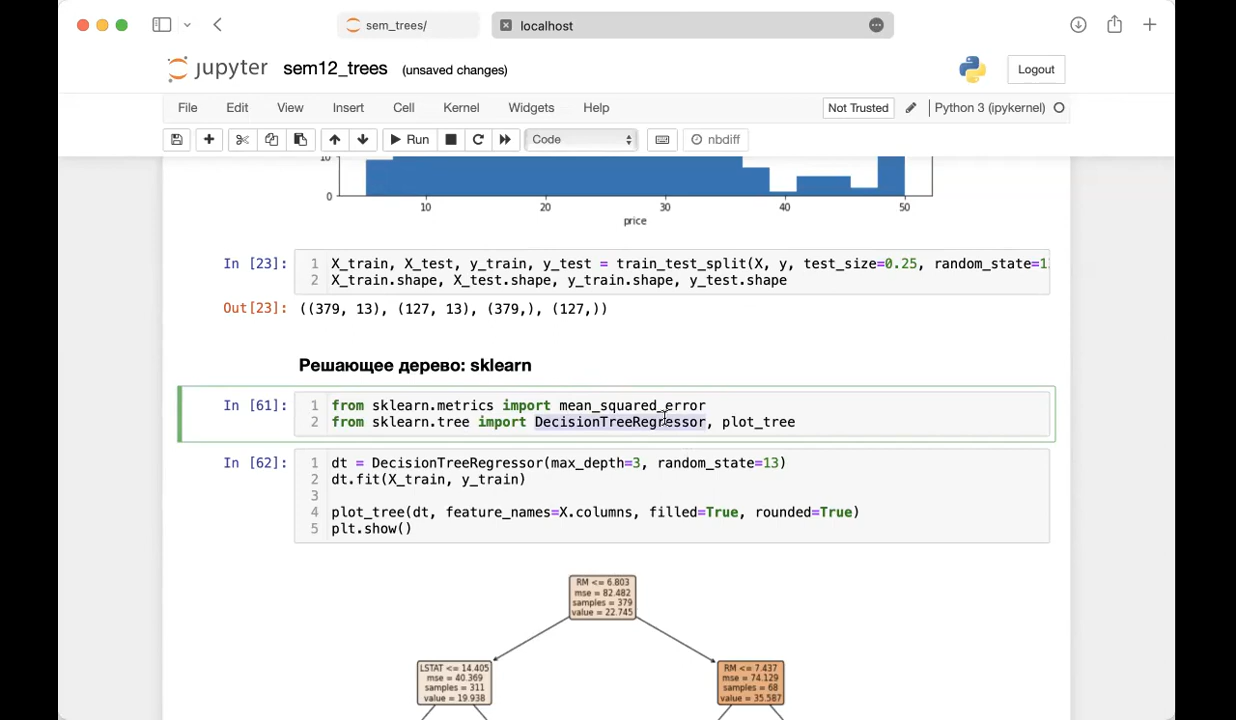 sem_trees/
localhost
jupyter sem12_trees (unsaved changes)
Logout
File Edit View Insert Cell Kernel Widgets Help
Not Trusted
Python 3 (ipykernel)
Run
Code
nbdiff
10
0
10 20 30 40 50
price
In [23]:
1 X_train, X_test, y_train, y_test = train_test_split(X, y, test_size=0.25, random_state=1
2 X_train.shape, X_test.shape, y_train.shape, y_test.shape
Out[23]: ((379, 13), (127, 13), (379,), (127,))
Решающее дерево: sklearn
In [61]:
1 from sklearn.metrics import mean_squared_error
2 from sklearn.tree import DecisionTreeRegressor, plot_tree
In [62]:
1 dt = DecisionTreeRegressor(max_depth=3, random_state=13)
2 dt.fit(X_train, y_train)
3
4 plot_tree(dt, feature_names=X.columns, filled=True, rounded=True)
5 plt.show()
RM <= 6.803
mse = 82.482
samples = 379
value = 22.745
LSTAT <= 14.405
mse = 40.369
samples = 311
value = 19.938
RM <= 7.437
mse = 74.129
samples = 68
value = 35.587